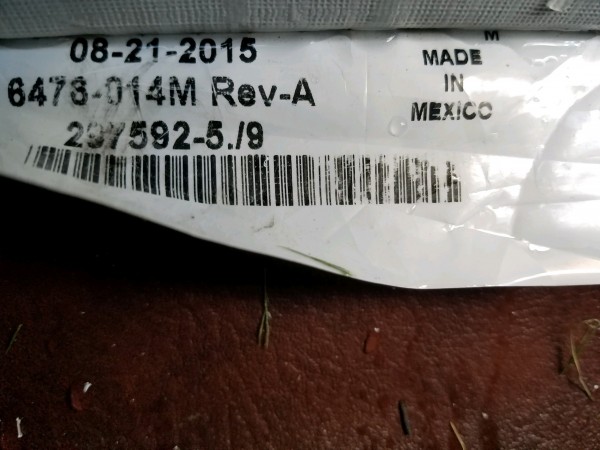 08-21-2015
6478-014M Rev-A
297592-5./9
M
MADE
IN
MEXICO